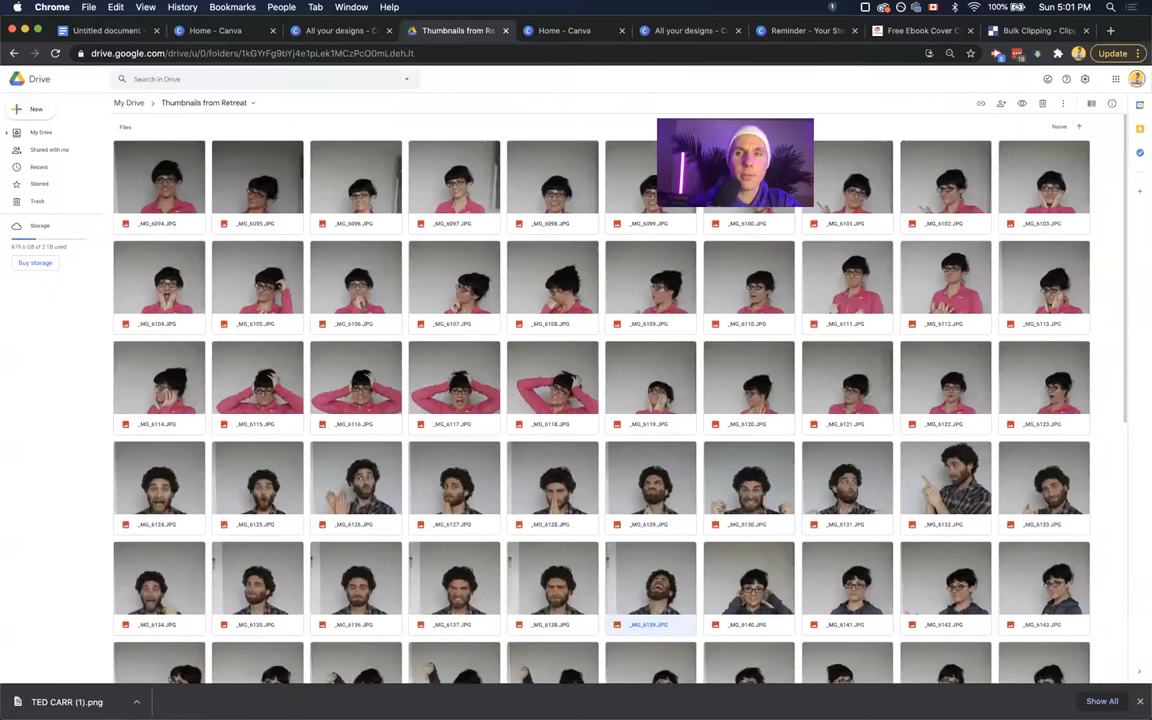 Chrome File Edit View History Bookmarks People Tab Window Help 100% Sun 5:01 PM
Untitled document - Home - Canva All your designs - C Thumbnails from Re Home - Canva All your designs - C Reminder - Your Sto Free Ebook Cover C Bulk Clipping - Clip
drive.google.com/drive/u/0/folders/1kGYrFg9bYj4e1pLek1MCzPcO0mLdehJt Update
Drive Search in Drive
New My Drive Thumbnails from Retreat
My Drive
Shared with me
Recent
Starred
Trash
Storage
679.6 GB of 2 TB used
Buy storage
Files Name
_MG_6094.JPG _MG_6095.JPG _MG_6096.JPG _MG_6097.JPG _MG_6098.JPG _MG_6099.JPG _MG_6100.JPG _MG_6101.JPG _MG_6102.JPG _MG_6103.JPG
_MG_6104.JPG _MG_6105.JPG _MG_6106.JPG _MG_6107.JPG _MG_6108.JPG _MG_6109.JPG _MG_6110.JPG _MG_6111.JPG _MG_6112.JPG _MG_6113.JPG
_MG_6114.JPG _MG_6115.JPG _MG_6116.JPG _MG_6117.JPG _MG_6118.JPG _MG_6119.JPG _MG_6120.JPG _MG_6121.JPG _MG_6122.JPG _MG_6123.JPG
_MG_6124.JPG _MG_6125.JPG _MG_6126.JPG _MG_6127.JPG _MG_6128.JPG _MG_6129.JPG _MG_6130.JPG _MG_6131.JPG _MG_6132.JPG _MG_6133.JPG
_MG_6134.JPG _MG_6135.JPG _MG_6136.JPG _MG_6137.JPG _MG_6138.JPG _MG_6139.JPG _MG_6140.JPG _MG_6141.JPG _MG_6142.JPG _MG_6143.JPG
TED CARR (1).png Show All